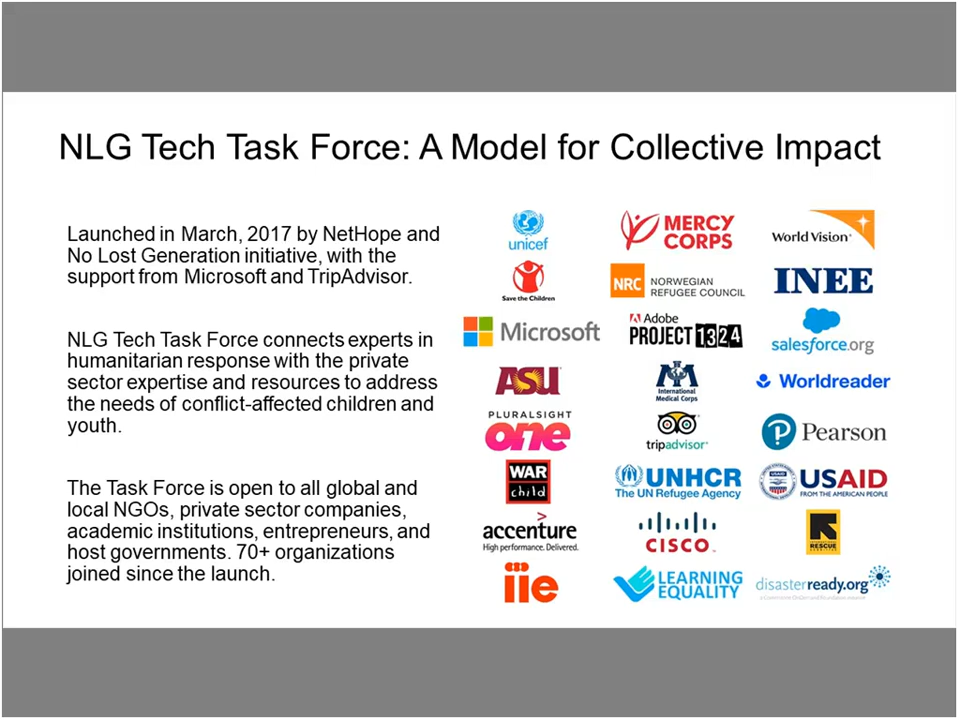 NLG Tech Task Force: A Model for Collective Impact
Launched in March, 2017 by NetHope and
No Lost Generation initiative, with the
support from Microsoft and TripAdvisor.
NLG Tech Task Force connects experts in
humanitarian response with the private
sector expertise and resources to address
the needs of conflict-affected children and
youth.
The Task Force is open to all global and
local NGOs, private sector companies,
academic institutions, entrepreneurs, and
host governments. 70+ organizations
joined since the launch.
unicef
MERCY
CORPS
World Vision
Save the Children
NRC NORWEGIAN
REFUGEE COUNCIL
INEE
Microsoft
Adobe
PROJECT 1324
salesforce.org
ASU
International
Medical Corps
Worldreader
PLURALSIGHT
one
tripadvisor
Pearson
WAR
child
UNHCR
The UN Refugee Agency
USAID
FROM THE AMERICAN PEOPLE
accenture
High performance. Delivered.
CISCO
RESCUE
iie
LEARNING
EQUALITY
disasterready.org